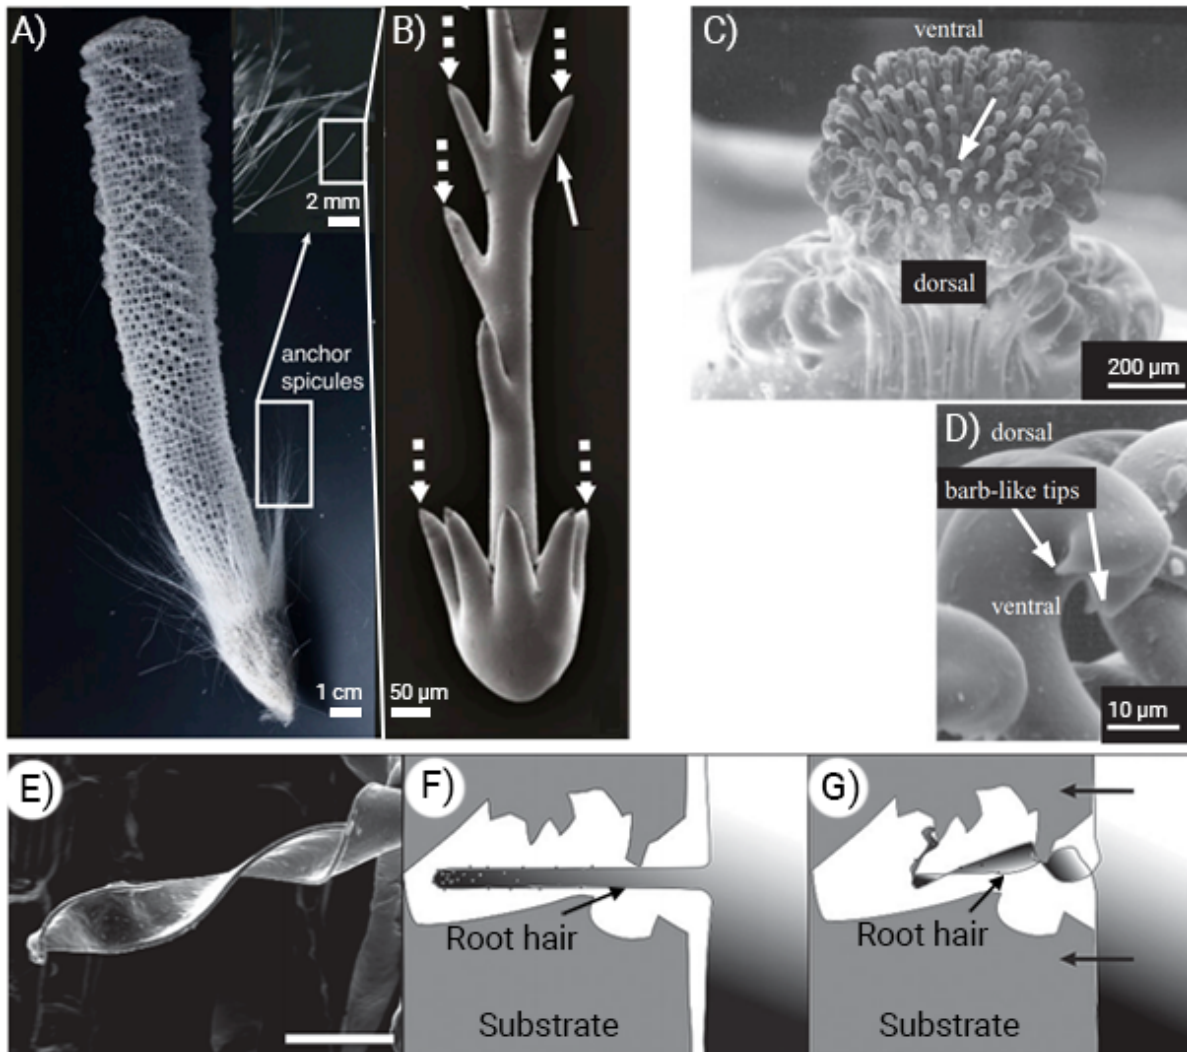 A)
2 mm
anchor
spicules
1 cm
B)
50 µm
C)
ventral
dorsal
200 µm
D)
dorsal
barb-like tips
ventral
10 µm
E)
F)
Root hair
Substrate
G)
Root hair
Substrate